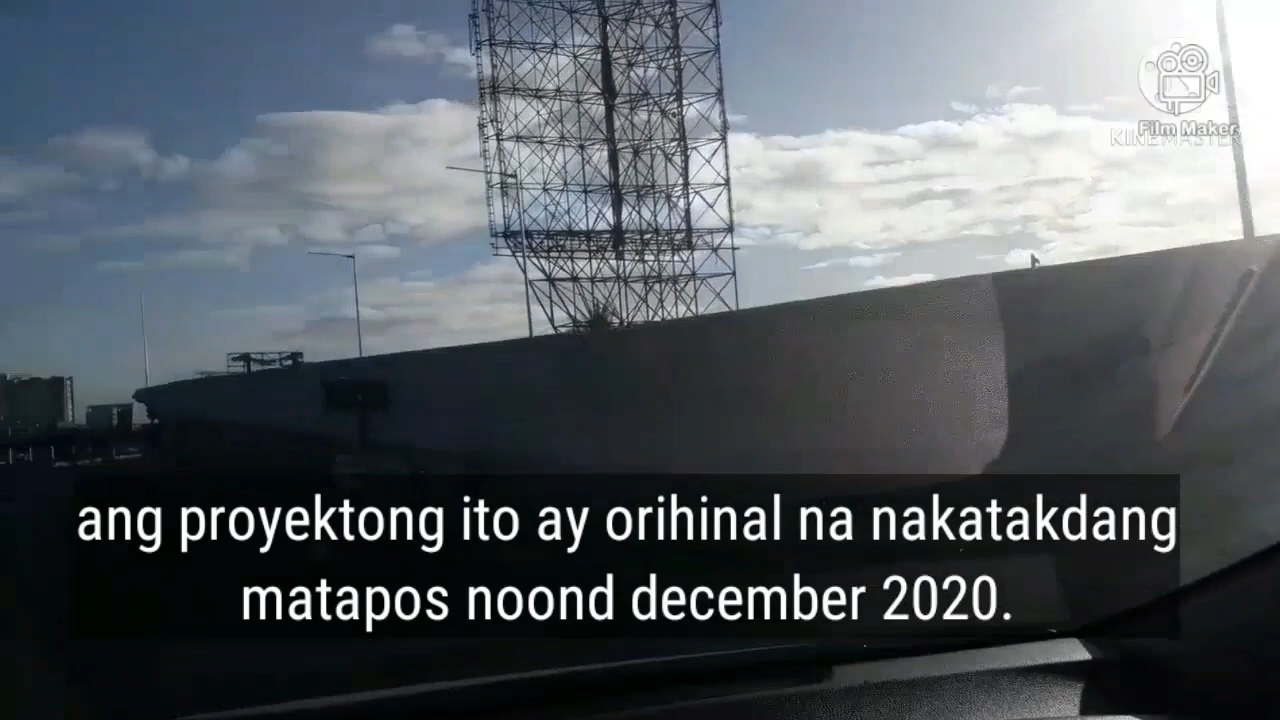 Film Maker
KINEMASTER
ang proyektong ito ay orihinal na nakatakdang
matapos noond december 2020.